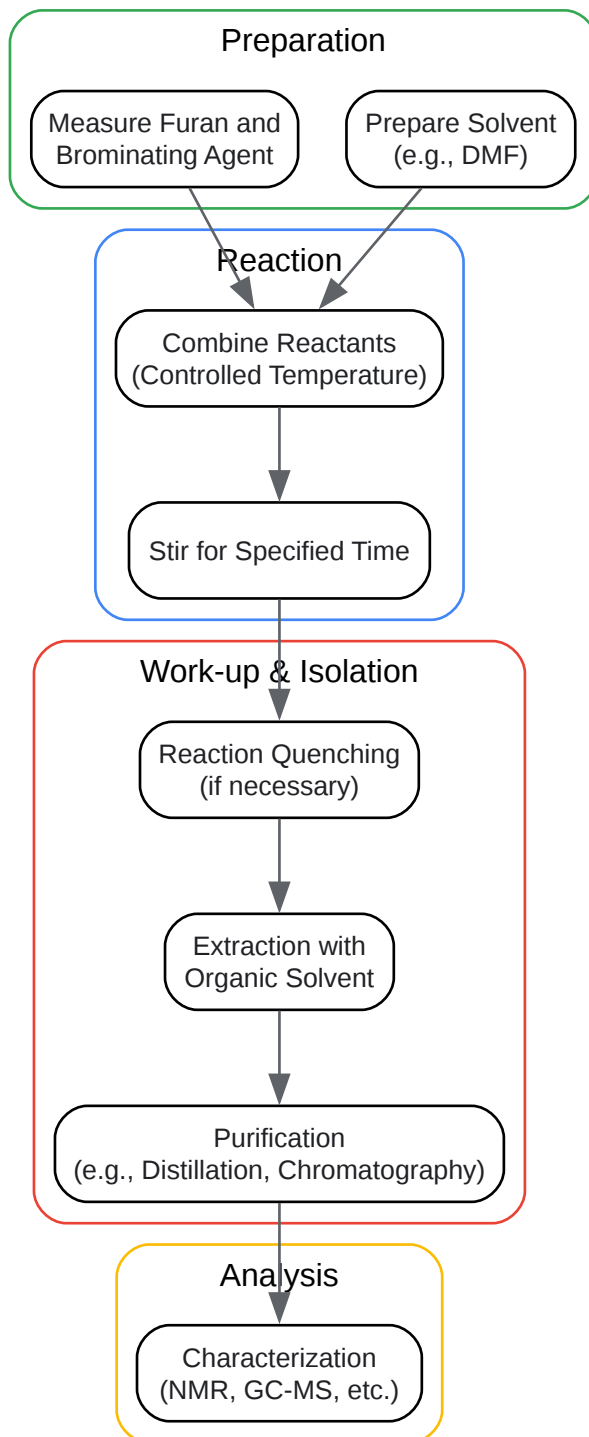 Preparation
Measure Furan and
Brominating Agent
Prepare Solvent
(e.g., DMF)
Reaction
Combine Reactants
(Controlled Temperature)
Stir for Specified Time
Work-up & Isolation
Reaction Quenching
(if necessary)
Extraction with
Organic Solvent
Purification
(e.g., Distillation, Chromatography)
Analysis
Characterization
(NMR, GC-MS, etc.)